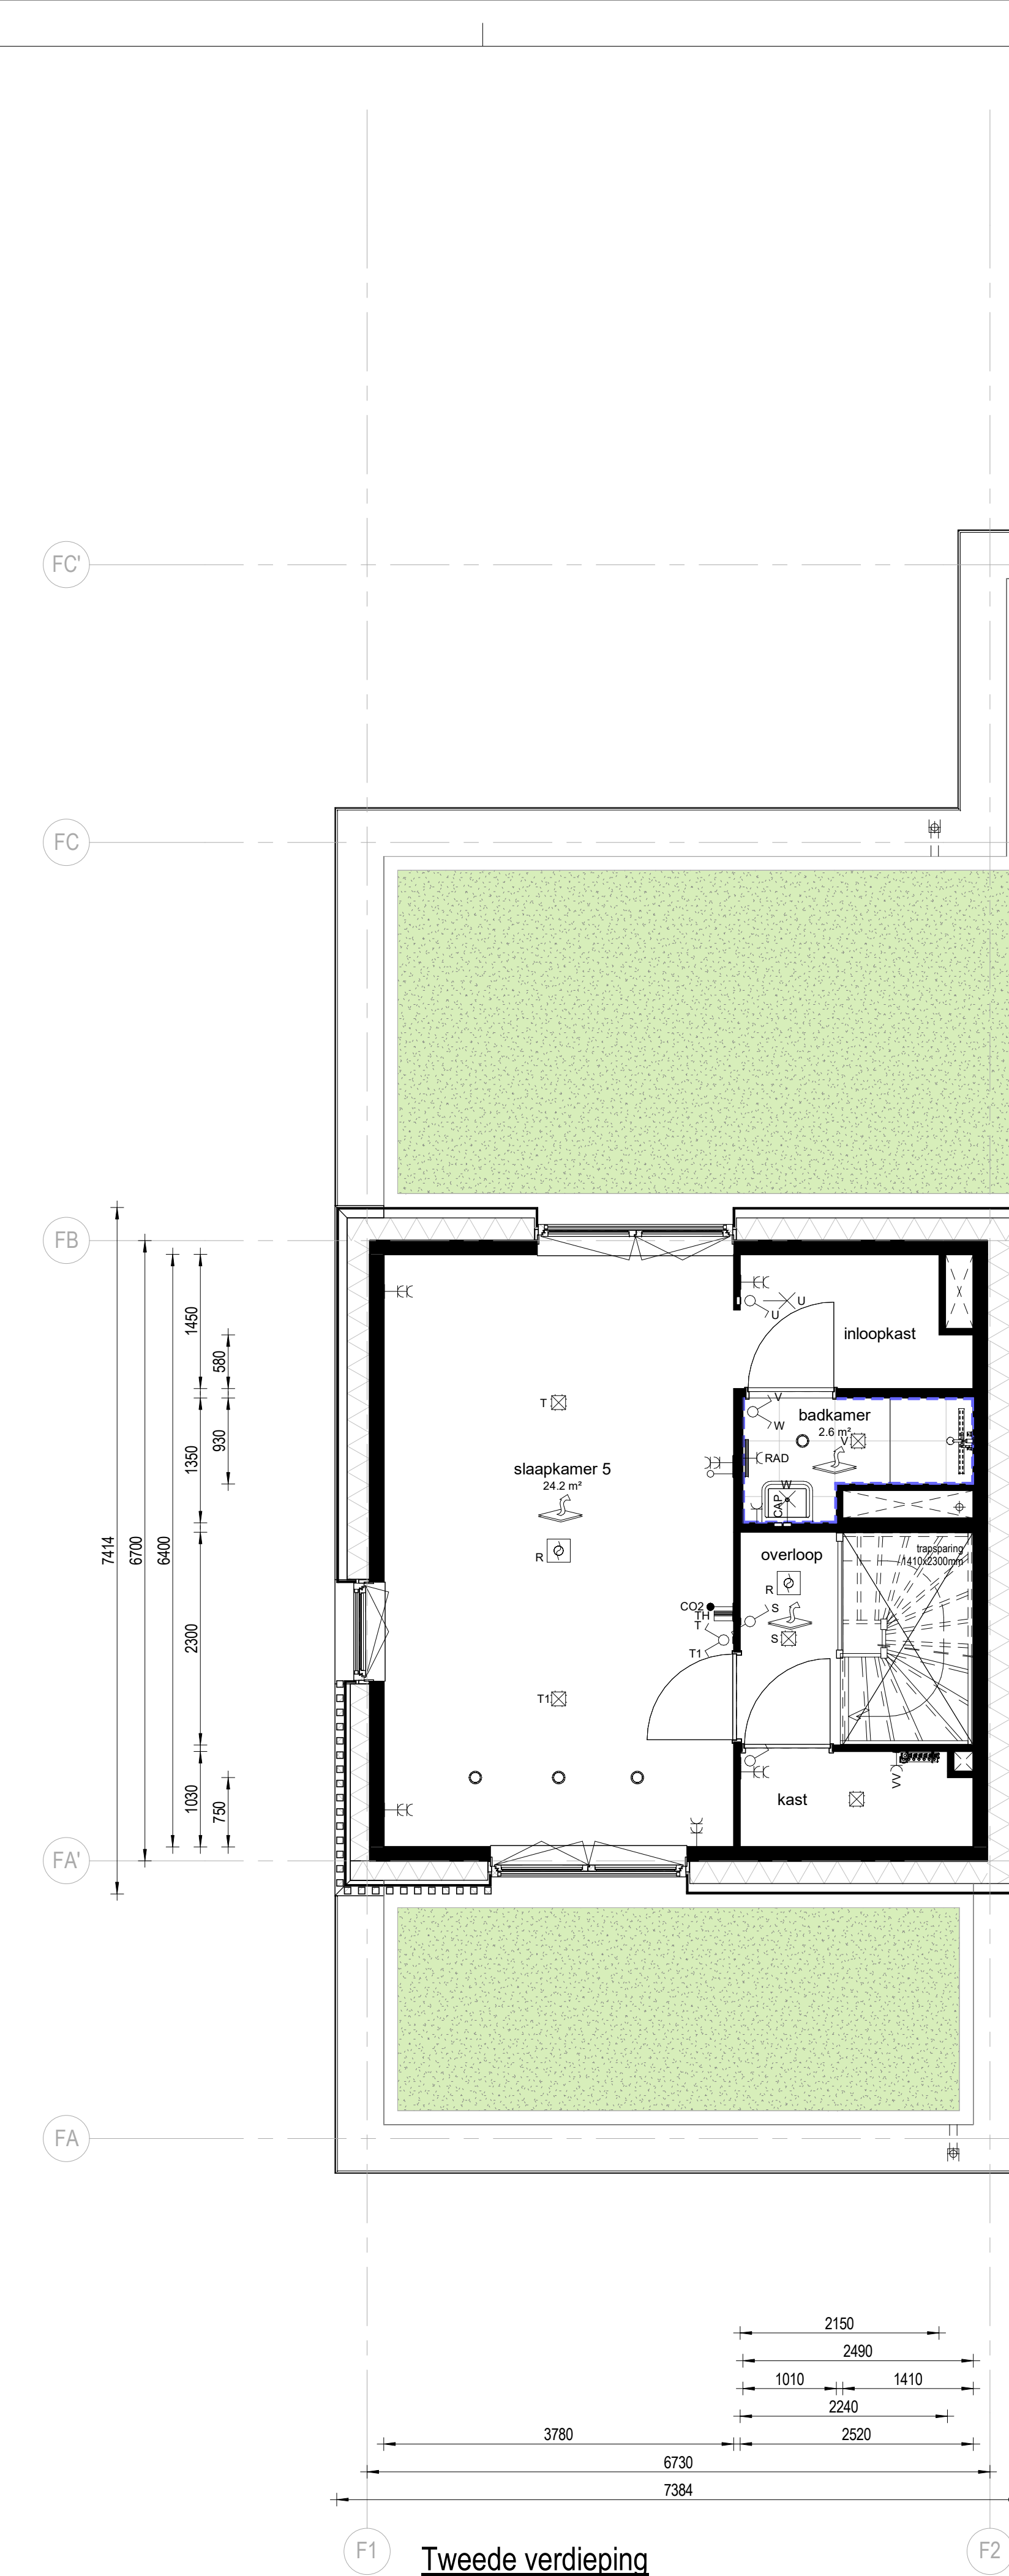 FC'
FC
FB
1450
580
U
U
inloopkast
T
V
W
badkamer
2.6 m²
V
930
1350
RAD
slaapkamer 5
24.2 m²
W
CAP
7414
6700
6400
R
overloop
trapsparing
1410x2300mm
R
CO2
TH
S
T
S
T1
2300
T1
1030
750
VV
kast
FA'
FA
2150
2490
1010
1410
2240
3780
2520
6730
7384
F1
Tweede verdieping
F2